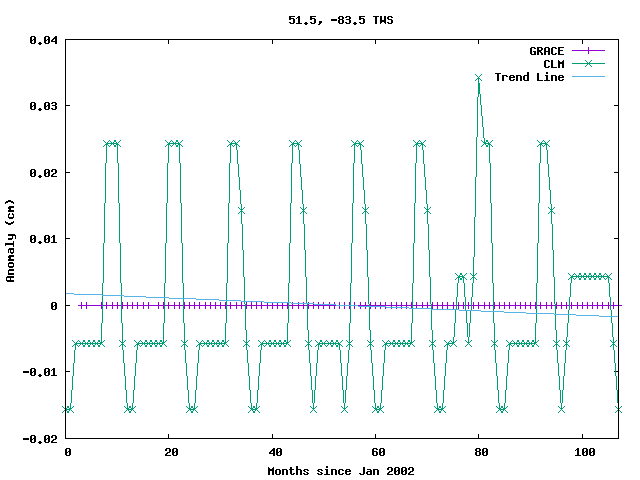 51.5, -83.5 TWS
GRACE
CLM
Trend Line
0.04
0.03
0.02
0.01
0
-0.01
-0.02
Anomaly (cm)
0 20 40 60 80 100
Months since Jan 2002